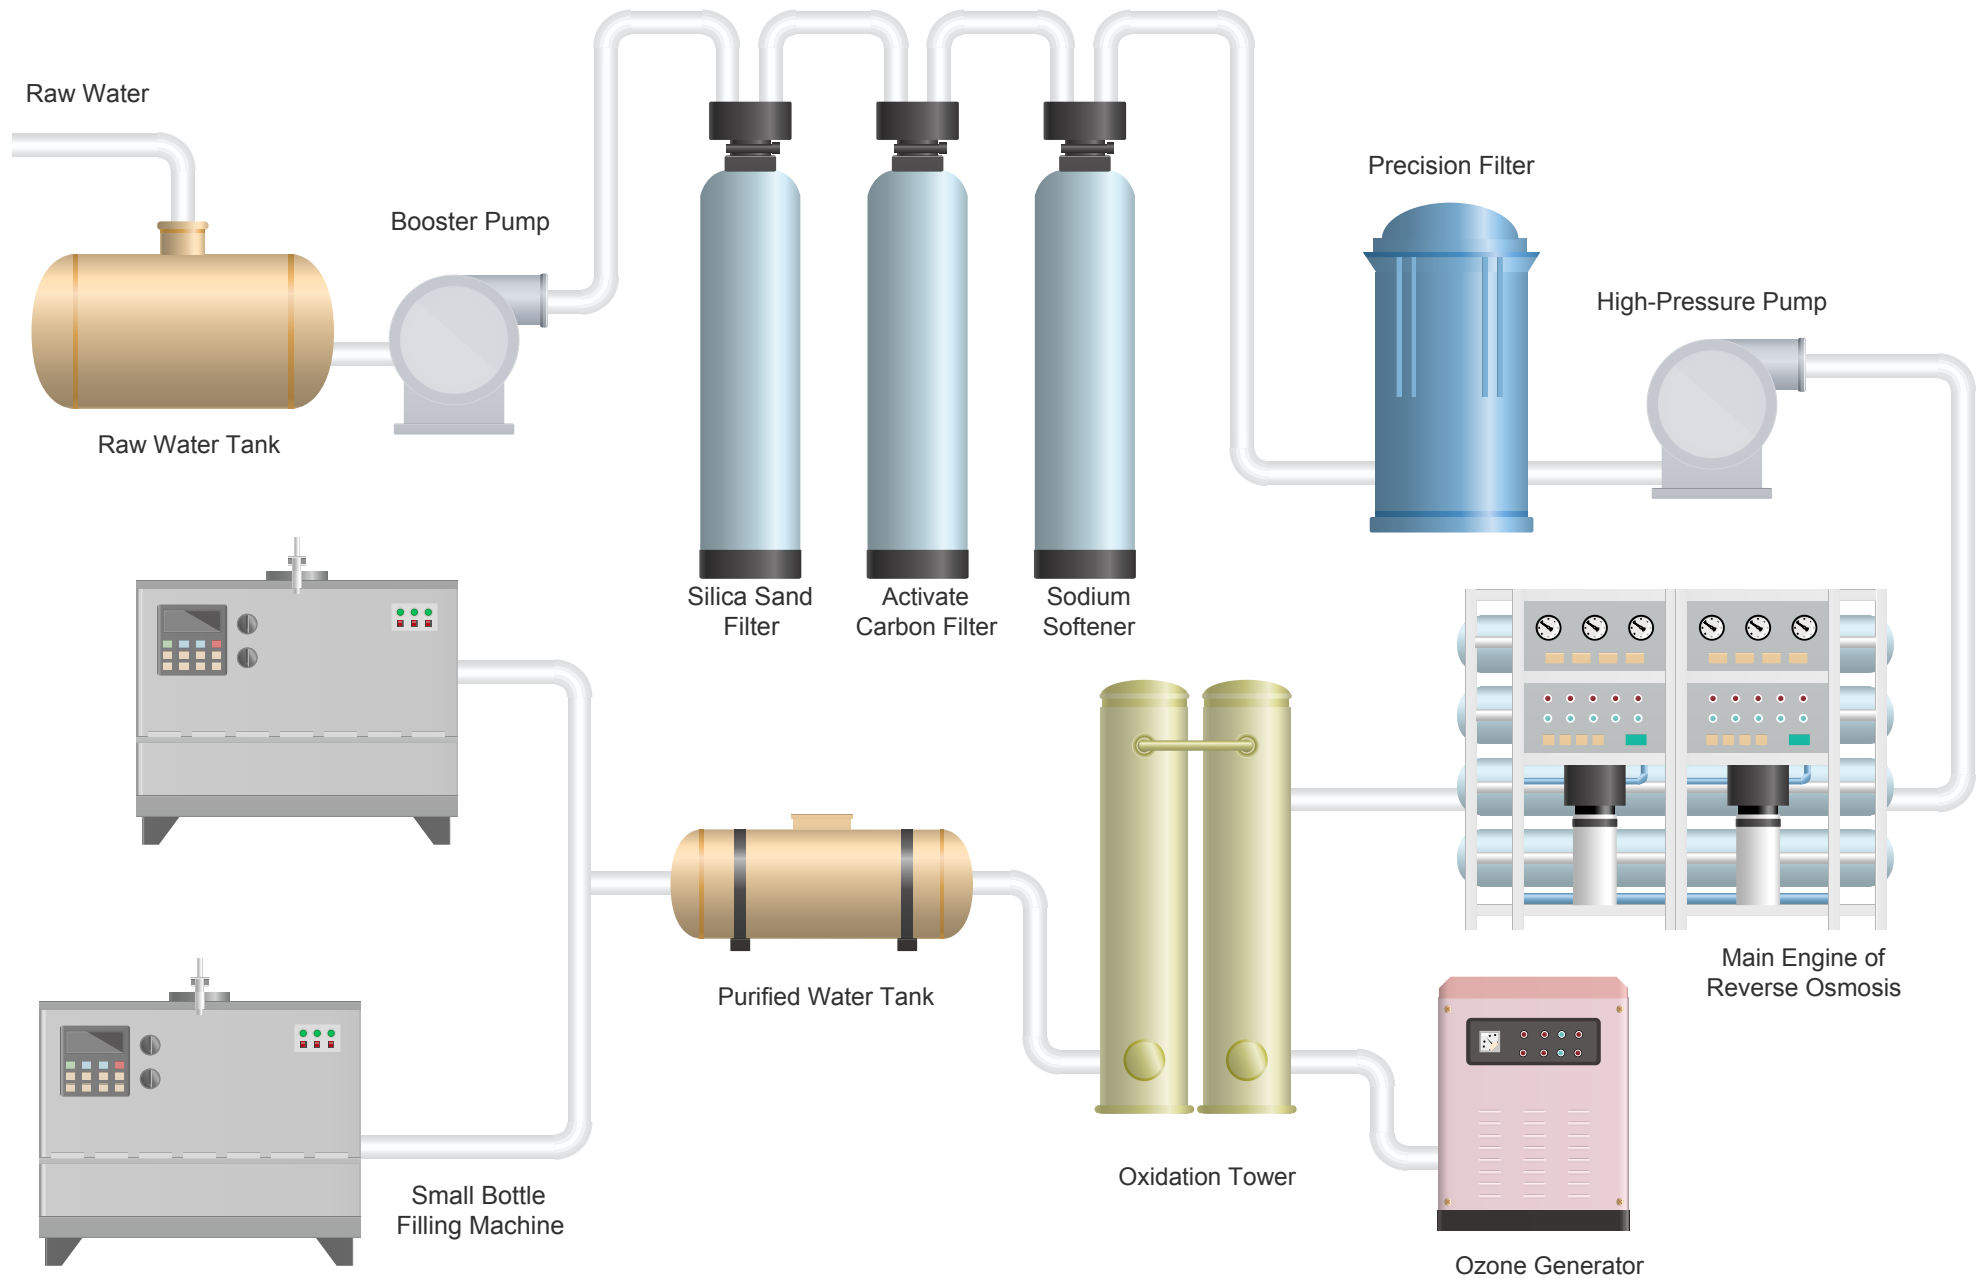 Raw Water
Booster Pump
Raw Water Tank
Silica Sand
Filter
Activate
Carbon Filter
Sodium
Softener
Precision Filter
High-Pressure Pump
Main Engine of
Reverse Osmosis
Purified Water Tank
Oxidation Tower
Small Bottle
Filling Machine
Ozone Generator